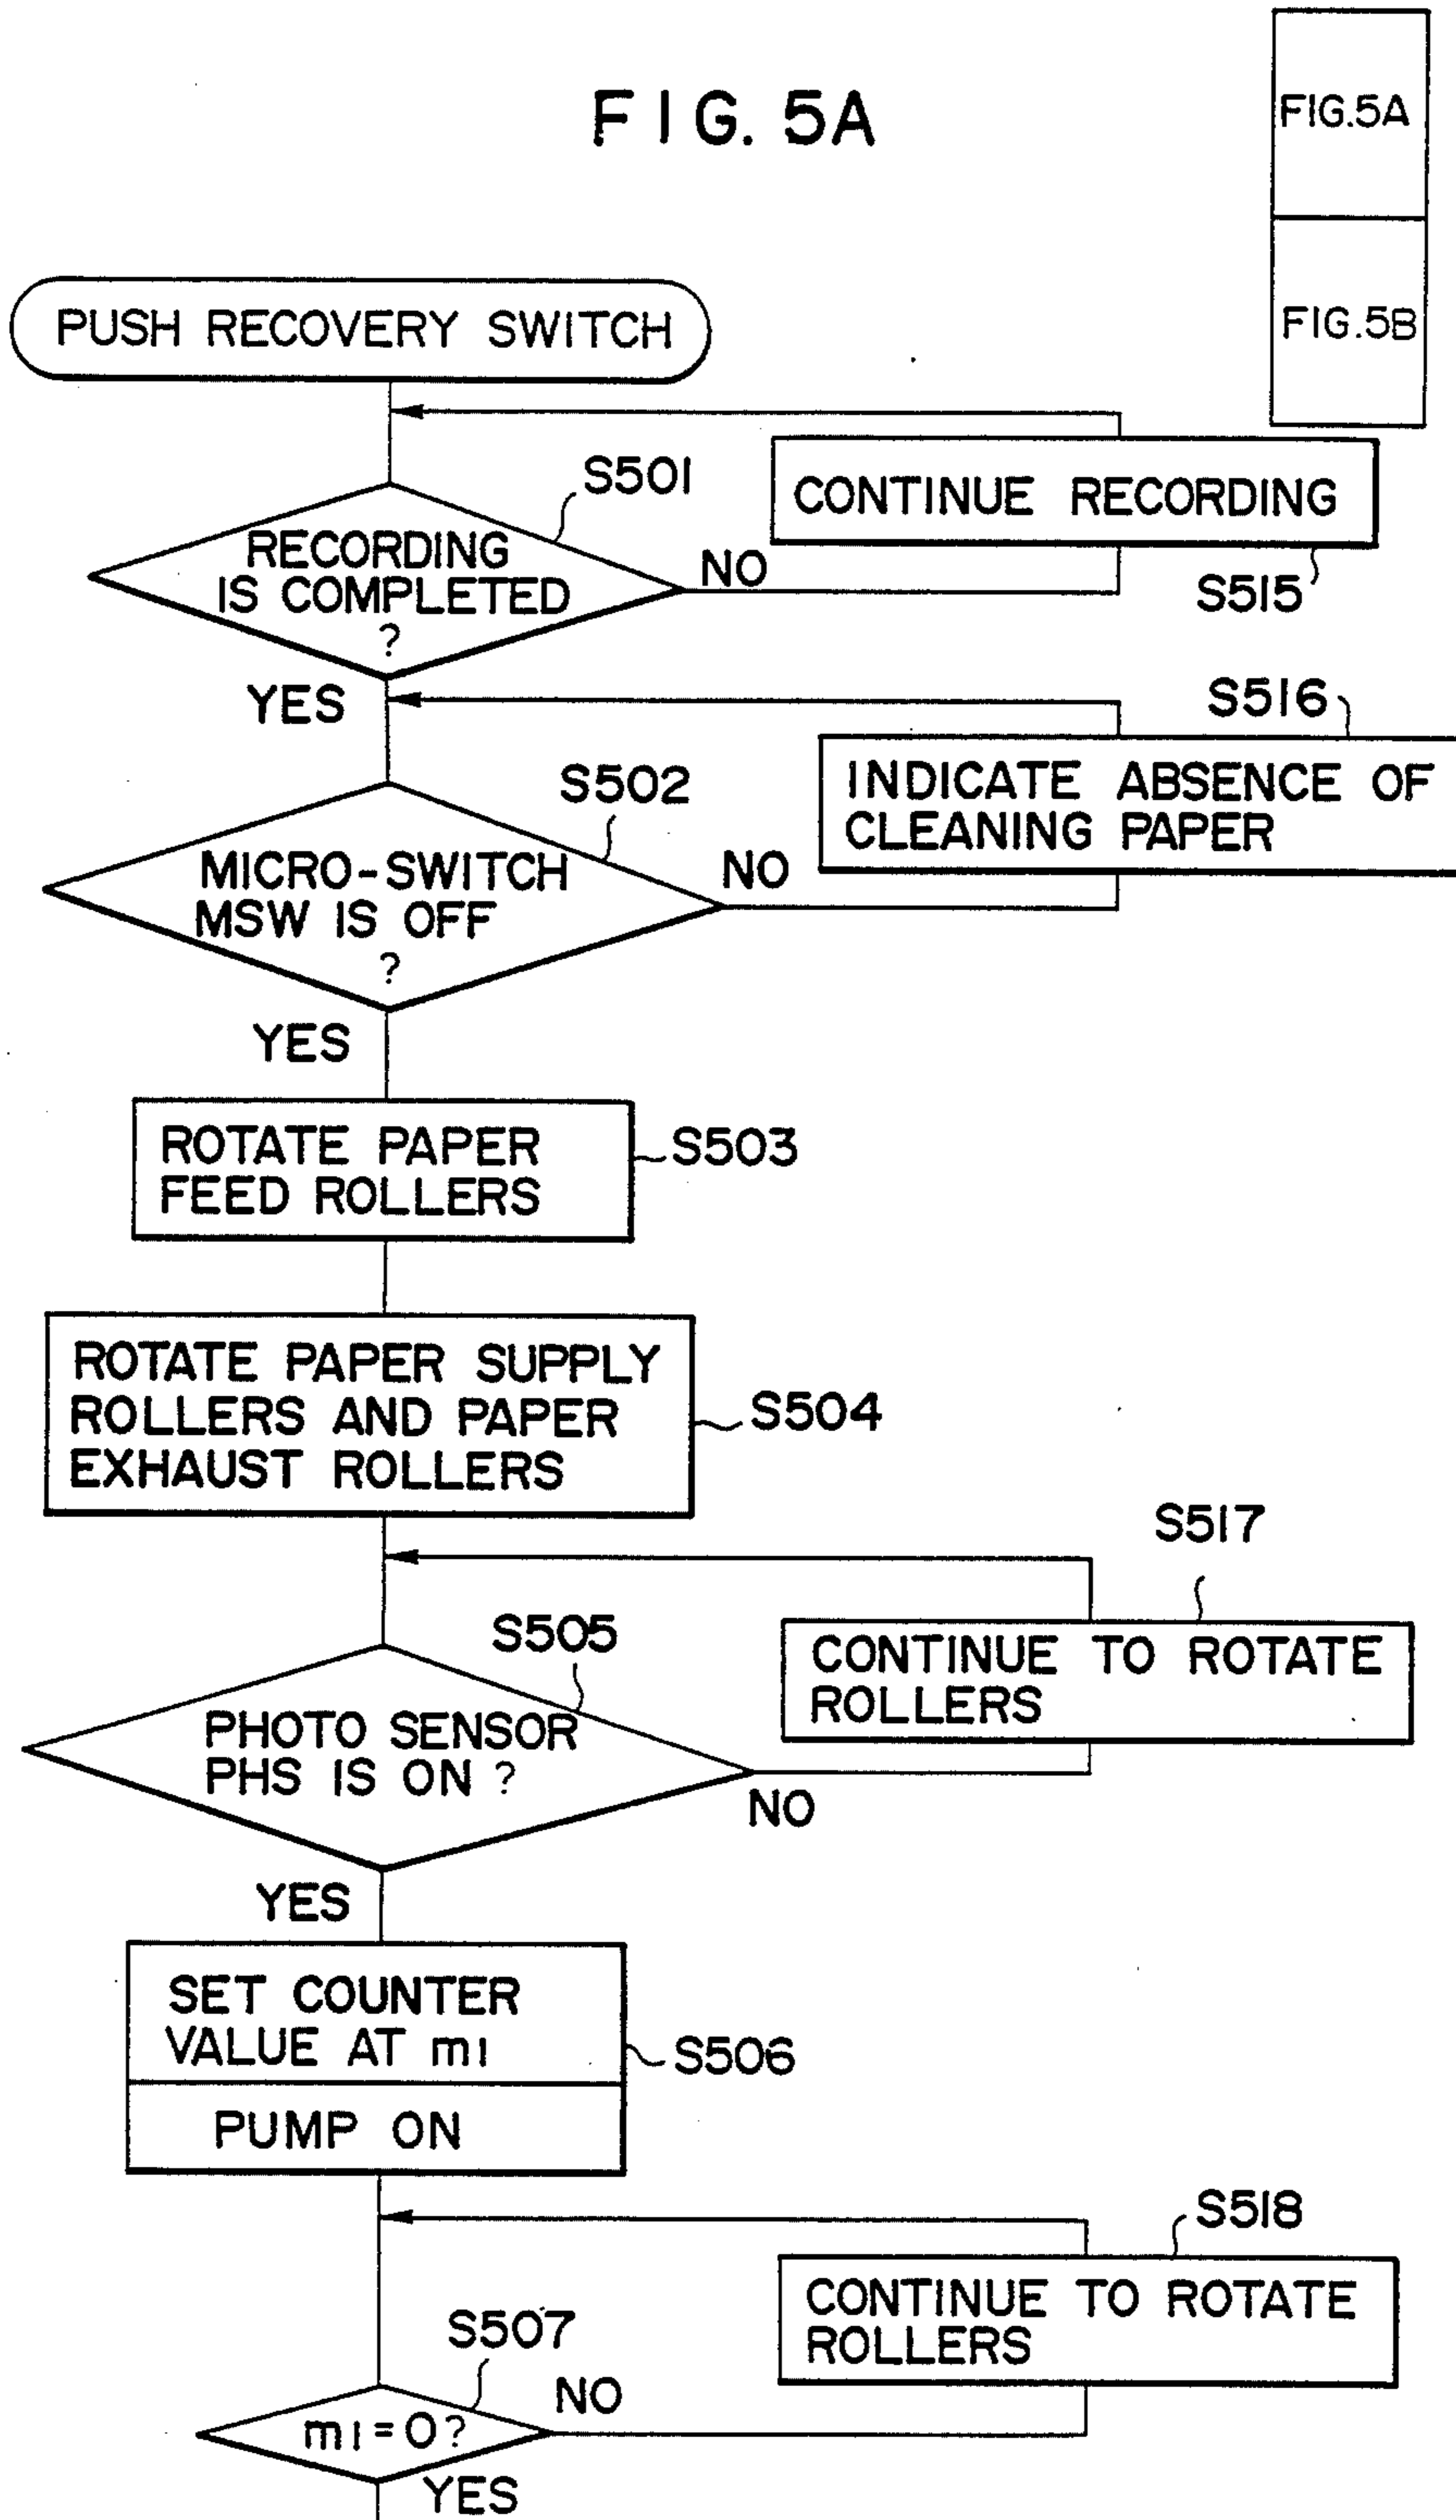 FIG. 5A
FIG.5A
FIG.5B
PUSH RECOVERY SWITCH
S501
CONTINUE RECORDING
RECORDING
IS COMPLETED
?
NO
S515
YES
S516
S502
INDICATE ABSENCE OF
CLEANING PAPER
MICRO-SWITCH
MSW IS OFF
?
NO
YES
ROTATE PAPER
FEED ROLLERS
S503
ROTATE PAPER SUPPLY
ROLLERS AND PAPER
EXHAUST ROLLERS
S504
S517
S505
CONTINUE TO ROTATE
ROLLERS
PHOTO SENSOR
PHS IS ON ?
NO
YES
SET COUNTER
VALUE AT m1
S506
PUMP ON
S518
CONTINUE TO ROTATE
ROLLERS
S507
NO
m1=0?
YES